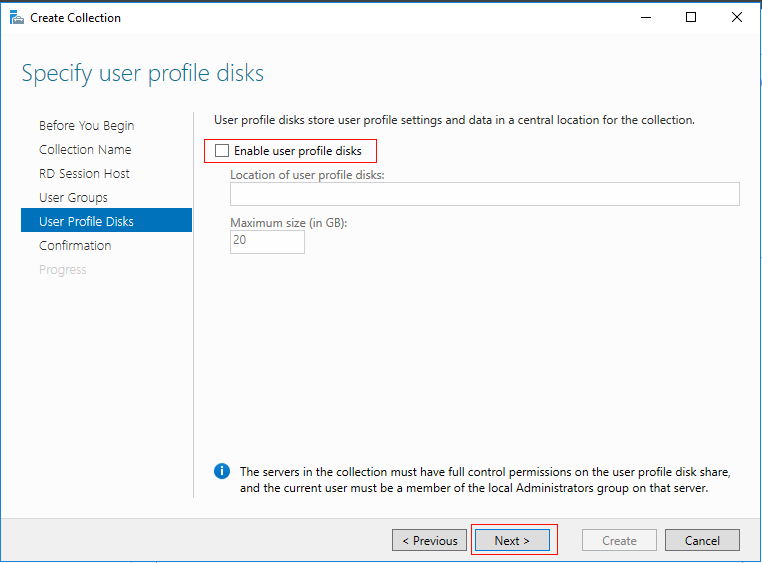 Create Collection
Specify user profile disks
Before You Begin
Collection Name
RD Session Host
User Groups
User Profile Disks
Confirmation
Progress
User profile disks store user profile settings and data in a central location for the collection.
Enable user profile disks
Location of user profile disks:
Maximum size (in GB):
20
The servers in the collection must have full control permissions on the user profile disk share,
and the current user must be a member of the local Administrators group on that server.
< Previous
Next >
Create
Cancel